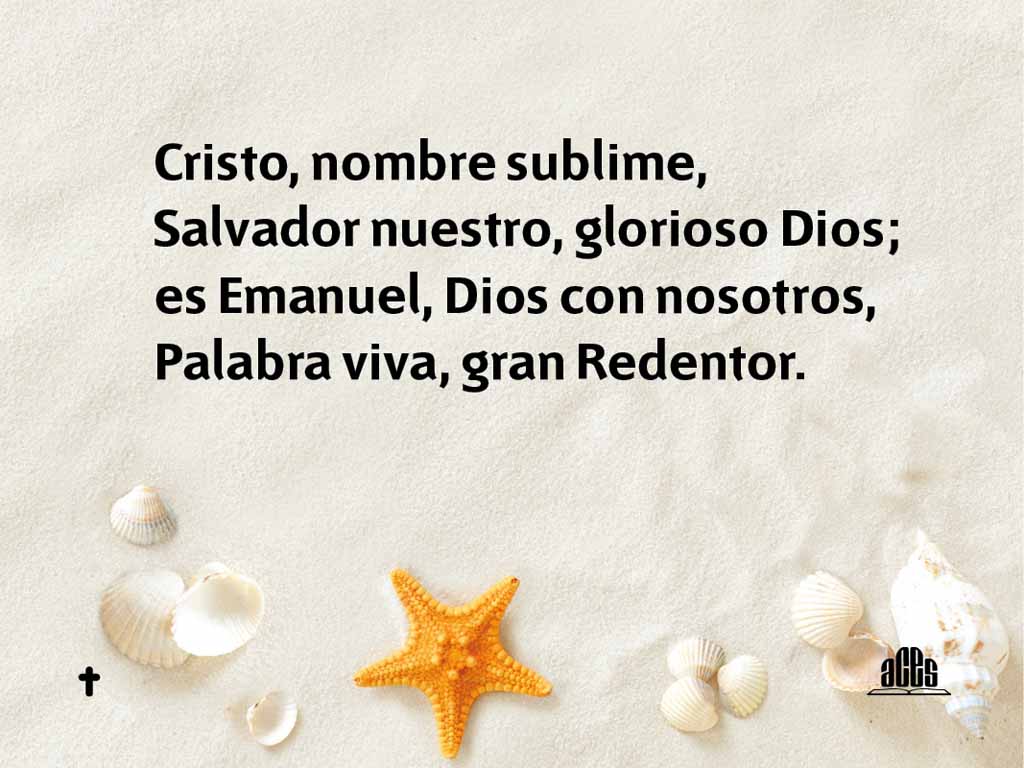 Cristo, nombre sublime,
Salvador nuestro, glorioso Dios;
es Emanuel, Dios con nosotros,
Palabra viva, gran Redentor.
aces